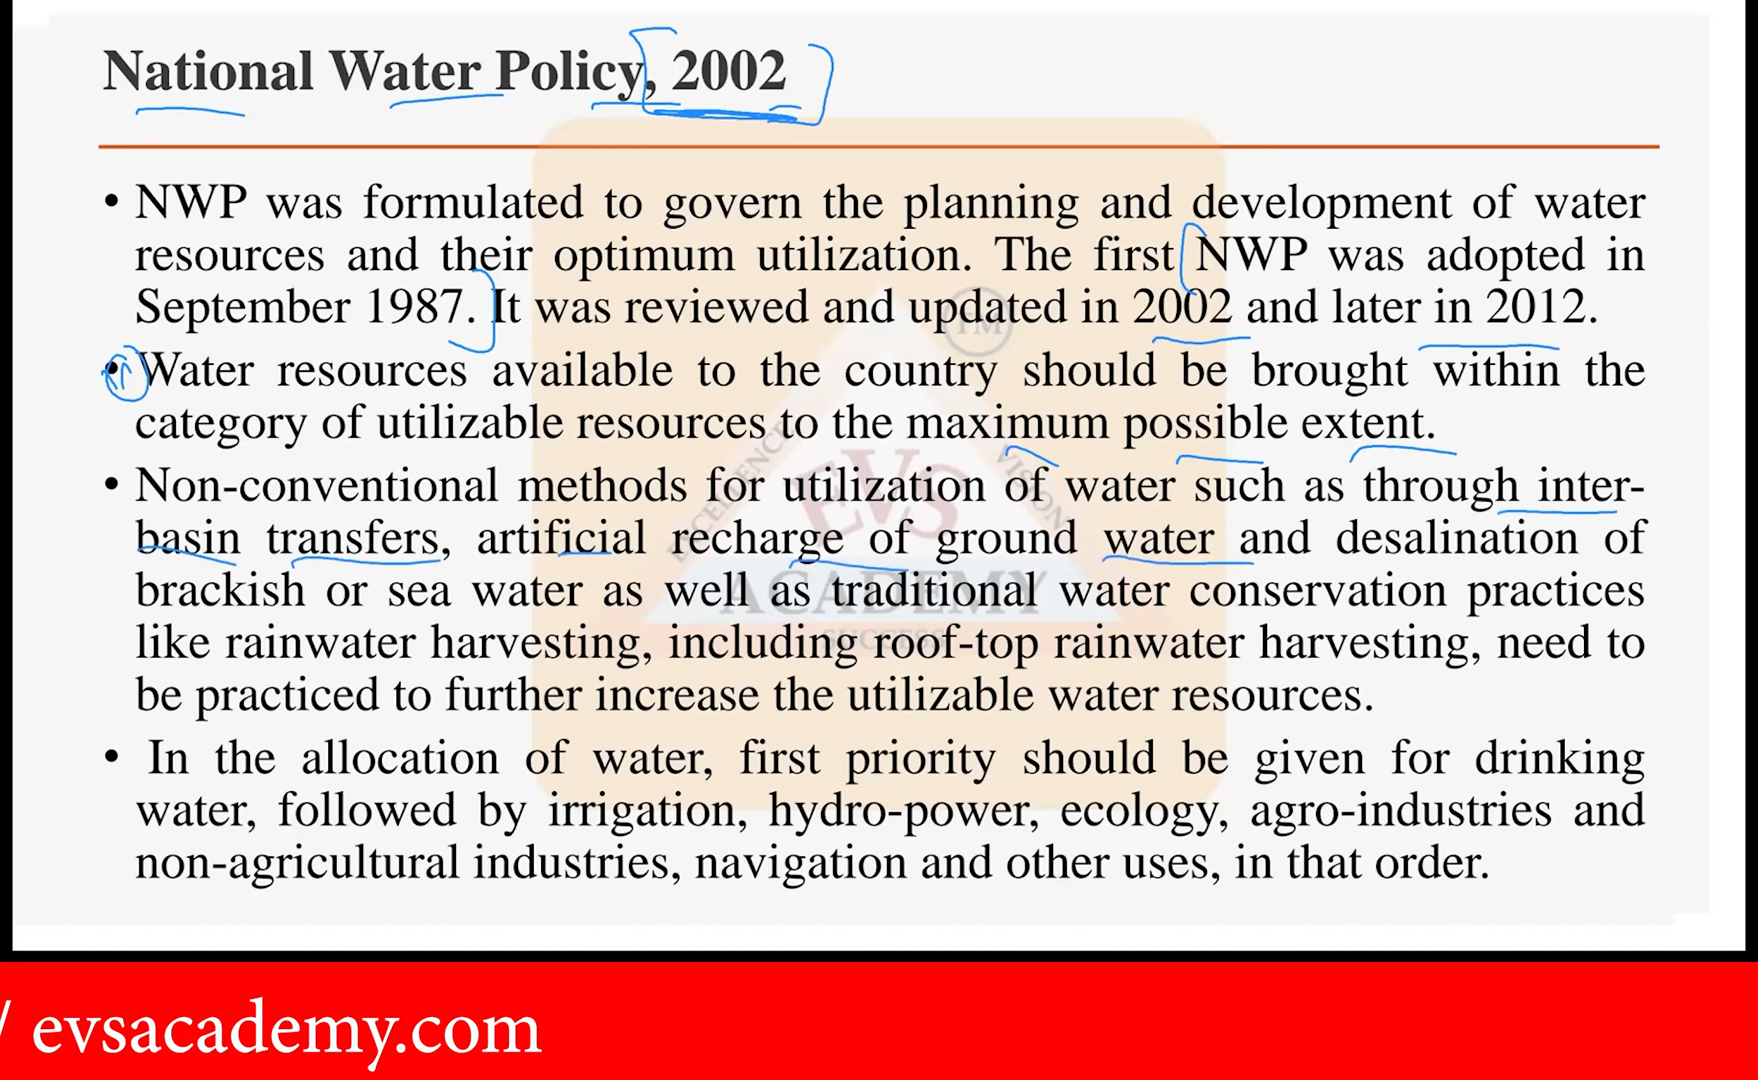 National Water Policy, 2002
• NWP was formulated to govern the planning and development of water
resources and their optimum utilization. The first NWP was adopted in
September 1987. It was reviewed and updated in 2002 and later in 2012.
• Water resources available to the country should be brought within the
category of utilizable resources to the maximum possible extent.
• Non-conventional methods for utilization of water such as through inter-
basin transfers, artificial recharge of ground water and desalination of
brackish or sea water as well as traditional water conservation practices
like rainwater harvesting, including roof-top rainwater harvesting, need to
be practiced to further increase the utilizable water resources.
• In the allocation of water, first priority should be given for drinking
water, followed by irrigation, hydro-power, ecology, agro-industries and
non-agricultural industries, navigation and other uses, in that order.
EXCELLENCE
VISION
TM
EVS
ACADEMY
SUCCESS
/ evsacademy.com